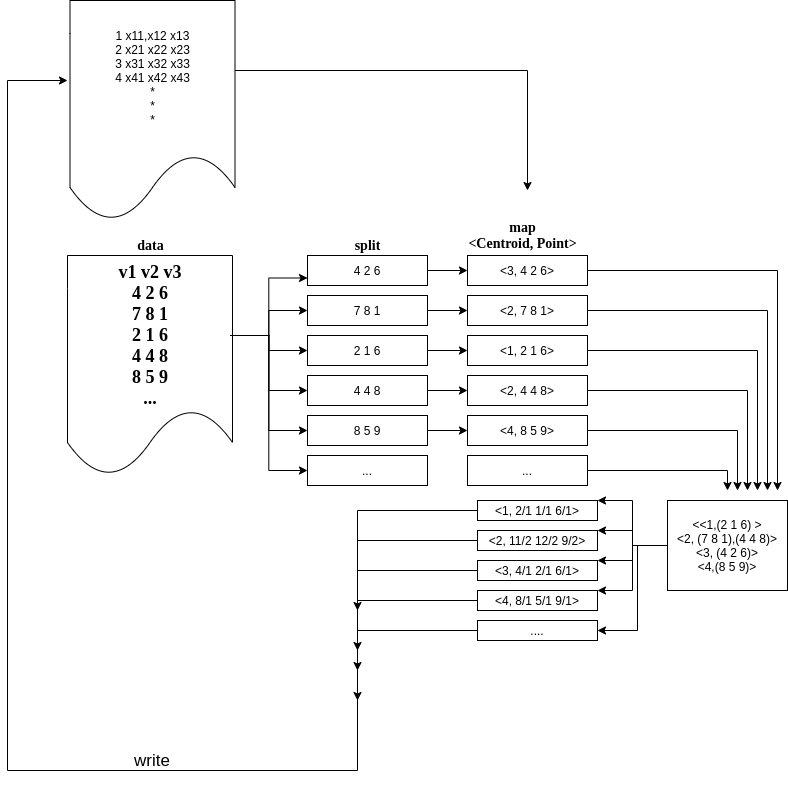 1 x11,x12 x13
2 x21 x22 x23
3 x31 x32 x33
4 x41 x42 x43
*
*
*
data
v1 v2 v3
4 2 6
7 8 1
2 1 6
4 4 8
8 5 9
...
split
4 2 6
7 8 1
2 1 6
4 4 8
8 5 9
...
map
<Centroid, Point>
<3, 4 2 6>
<2, 7 8 1>
<1, 2 1 6>
<2, 4 4 8>
<4, 8 5 9>
...
<<1,(2 1 6) >
<2, (7 8 1),(4 4 8)>
<3, (4 2 6)>
<4,(8 5 9)>
<1, 2/1 1/1 6/1>
<2, 11/2 12/2 9/2>
<3, 4/1 2/1 6/1>
<4, 8/1 5/1 9/1>
....
write